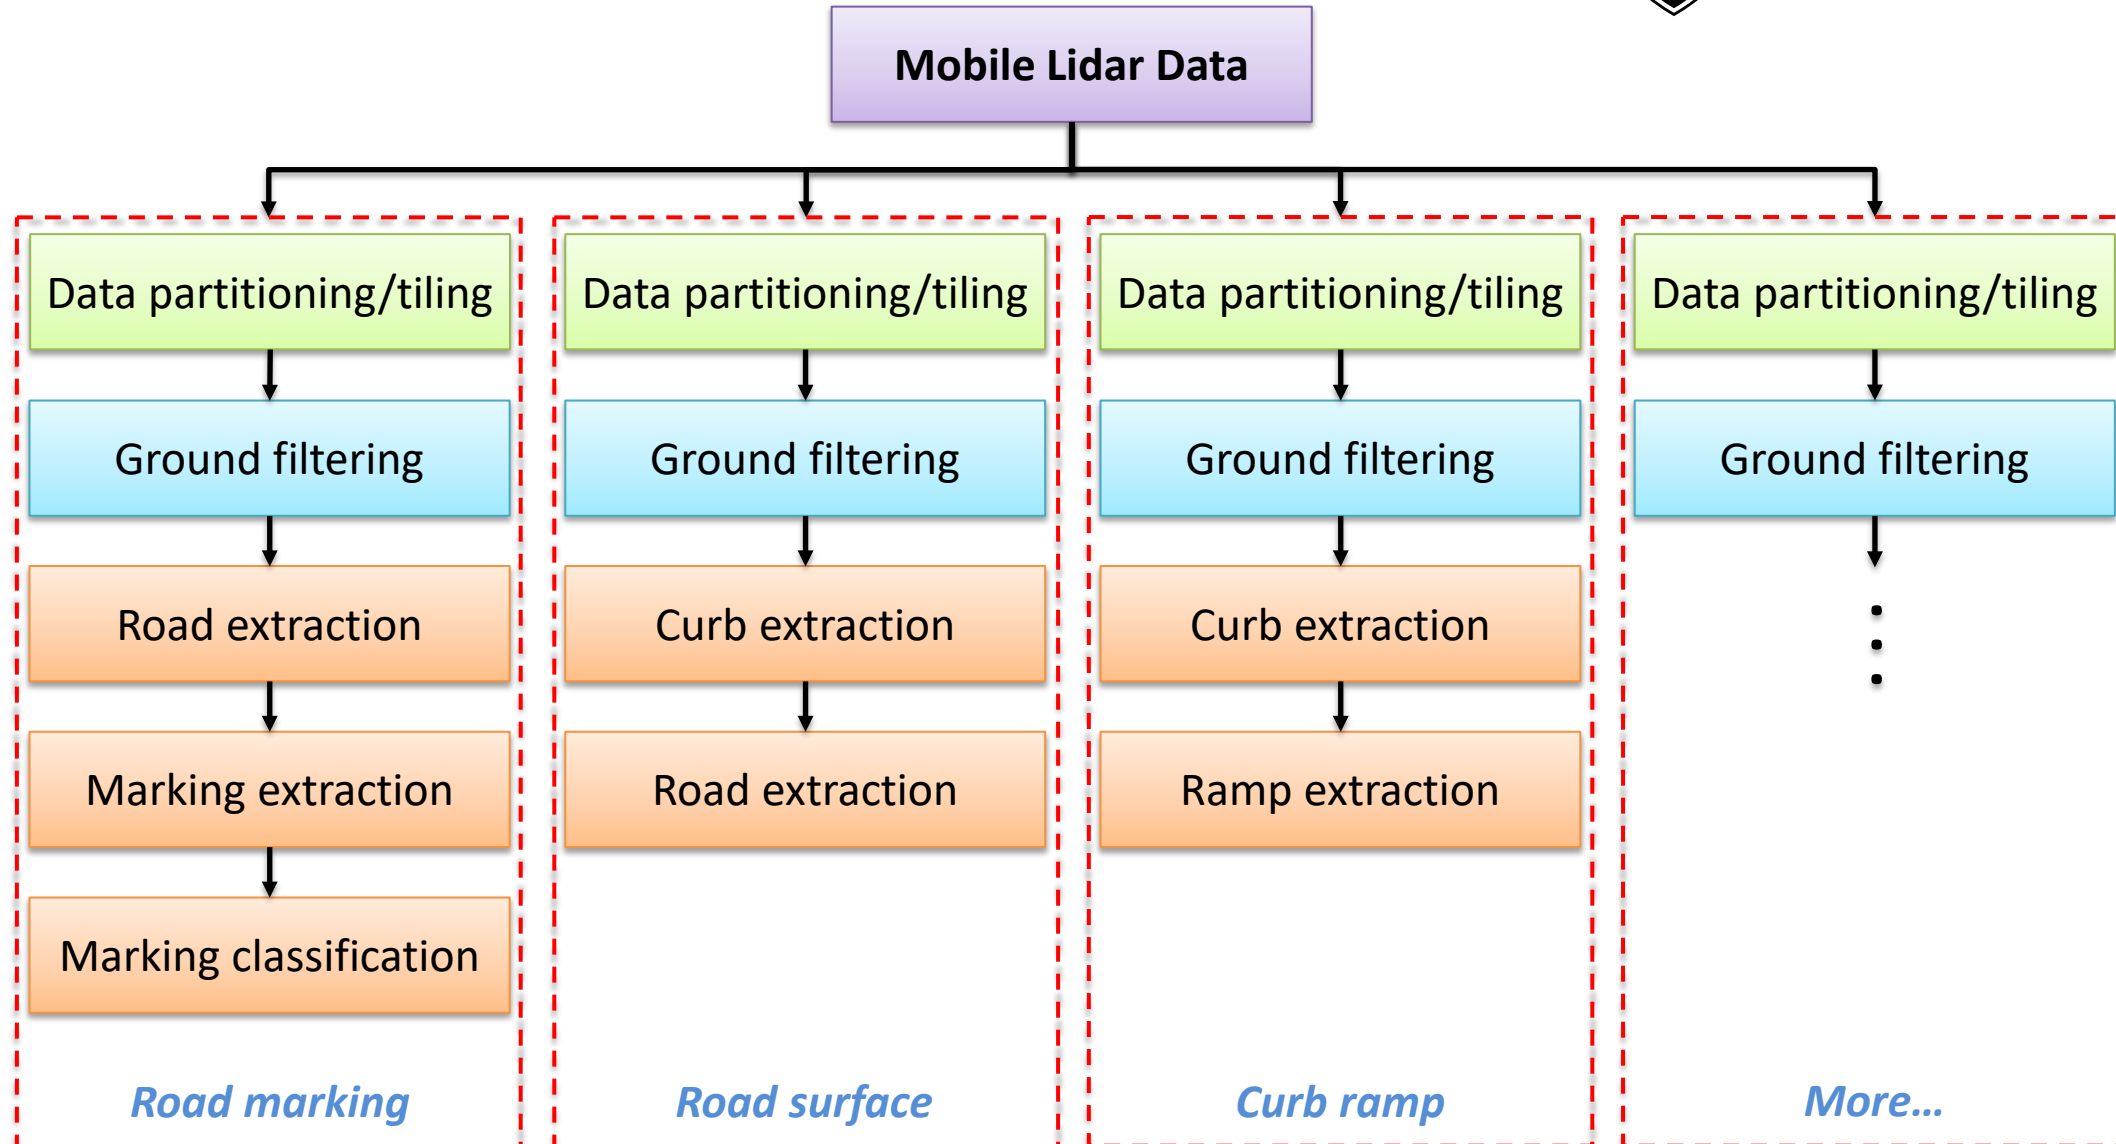 Mobile Lidar Data
Data partitioning/tiling
Ground filtering
Road extraction
Marking extraction
Marking classification
Road marking
Data partitioning/tiling
Ground filtering
Curb extraction
Road extraction
Road surface
Data partitioning/tiling
Ground filtering
Curb extraction
Ramp extraction
Curb ramp
Data partitioning/tiling
Ground filtering
More...